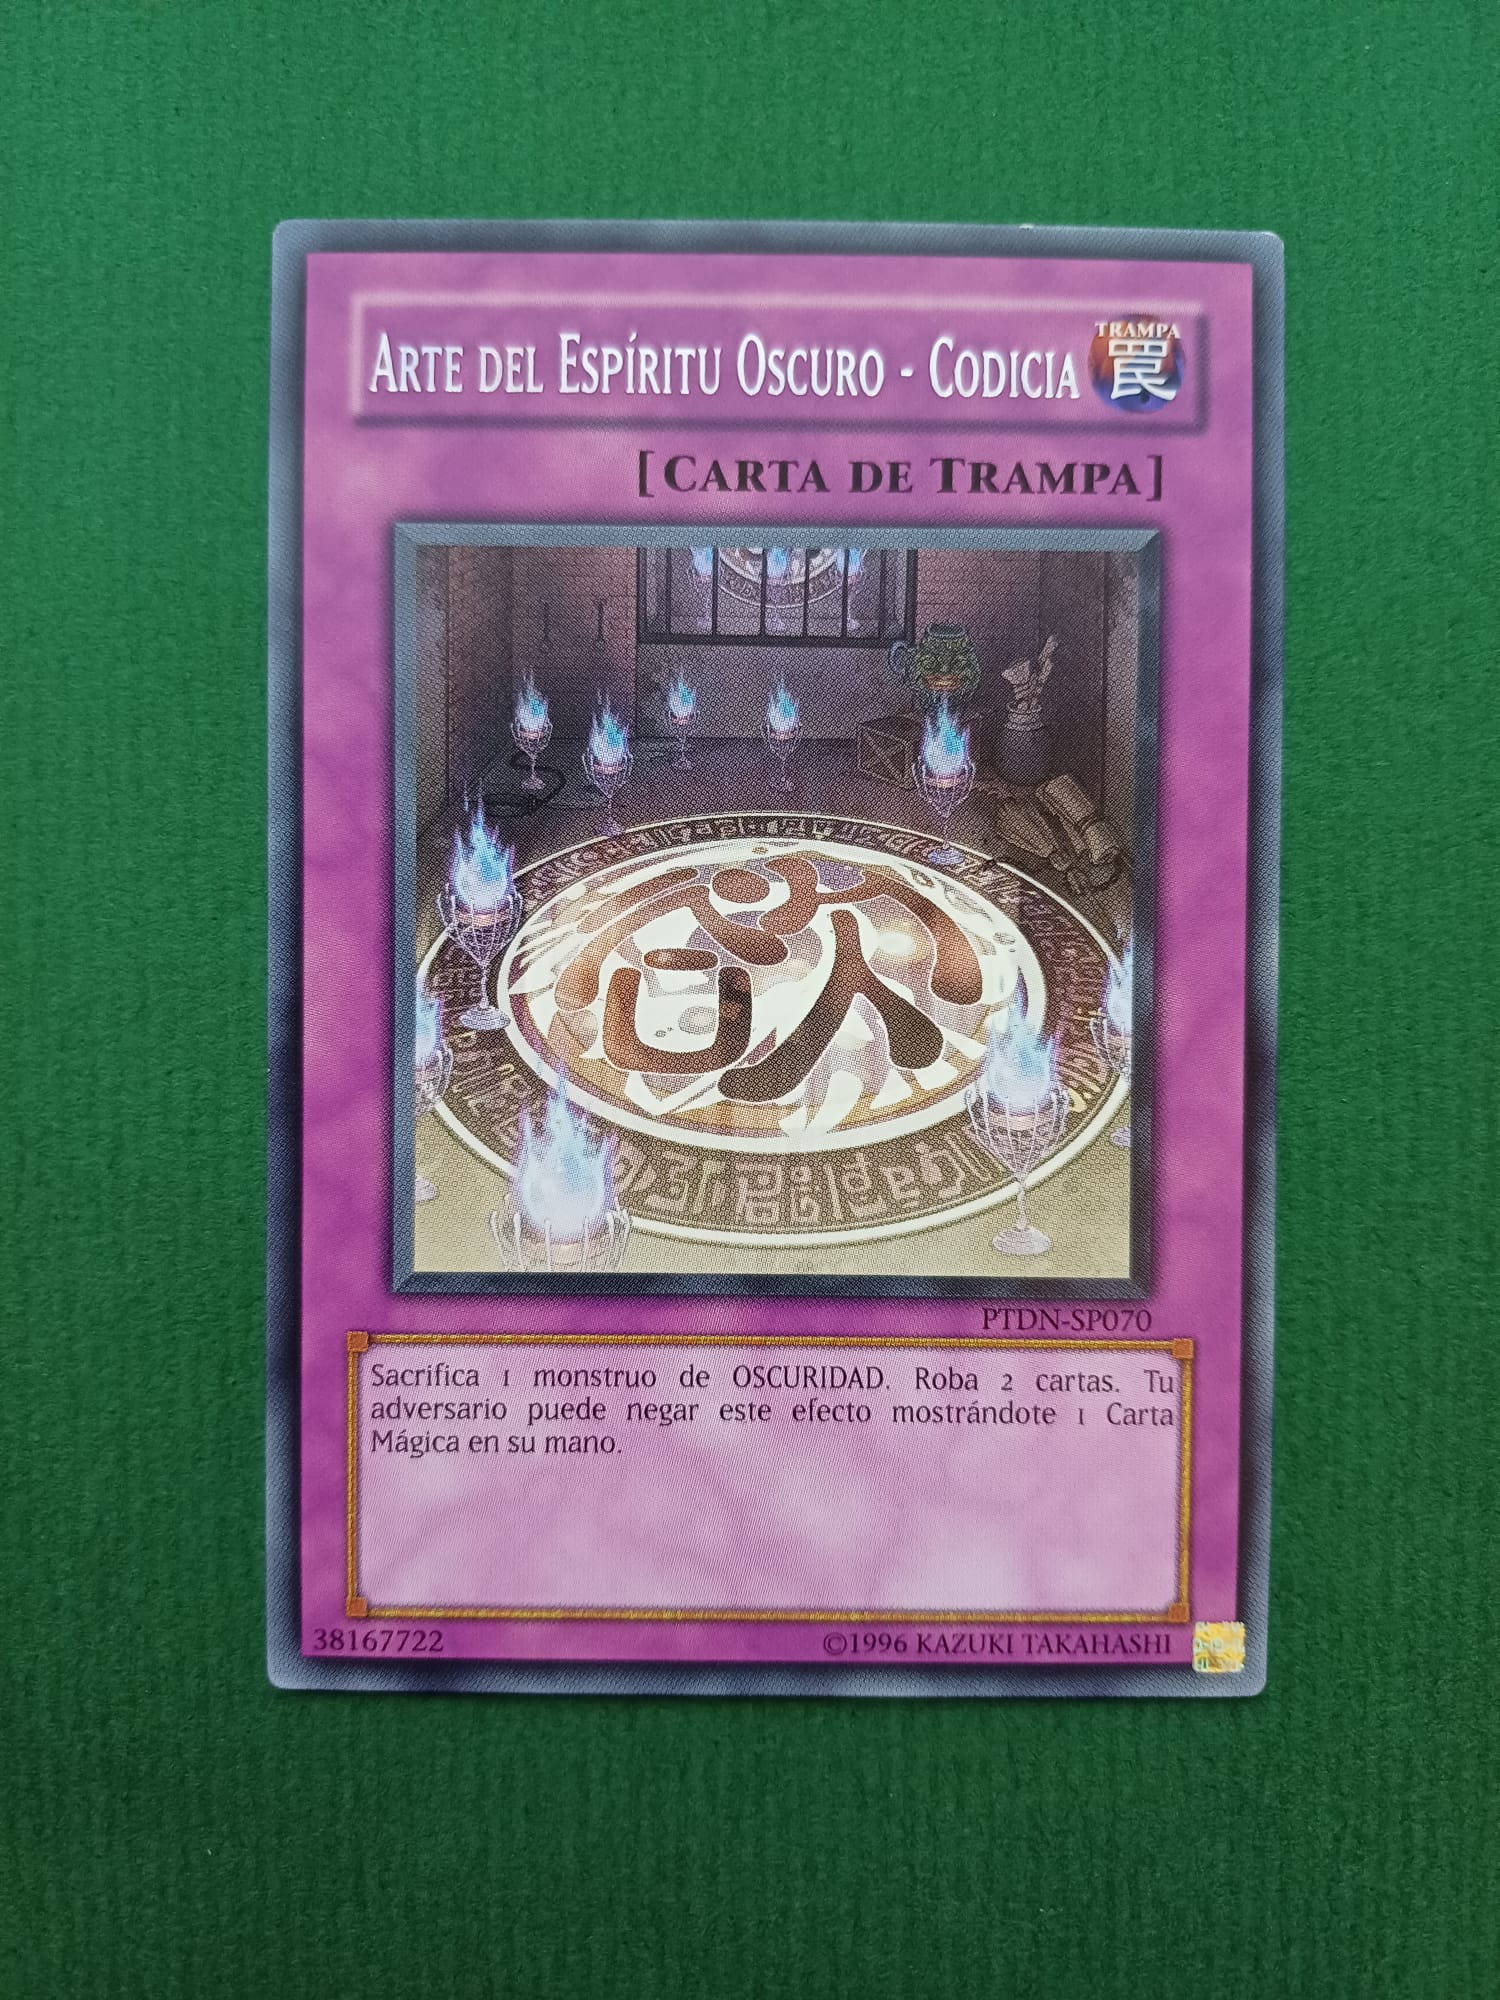 ARTE DEL ESPÍRITU OSCURO - CODICIA
TRAMPA
罠
[CARTA DE TRAMPA]
PTDN-SP070
Sacrifica 1 monstruo de OSCURIDAD. Roba 2 cartas. Tu
adversario puede negar este efecto mostrándote 1 Carta
Mágica en su mano.
38167722
©1996 KAZUKI TAKAHASHI